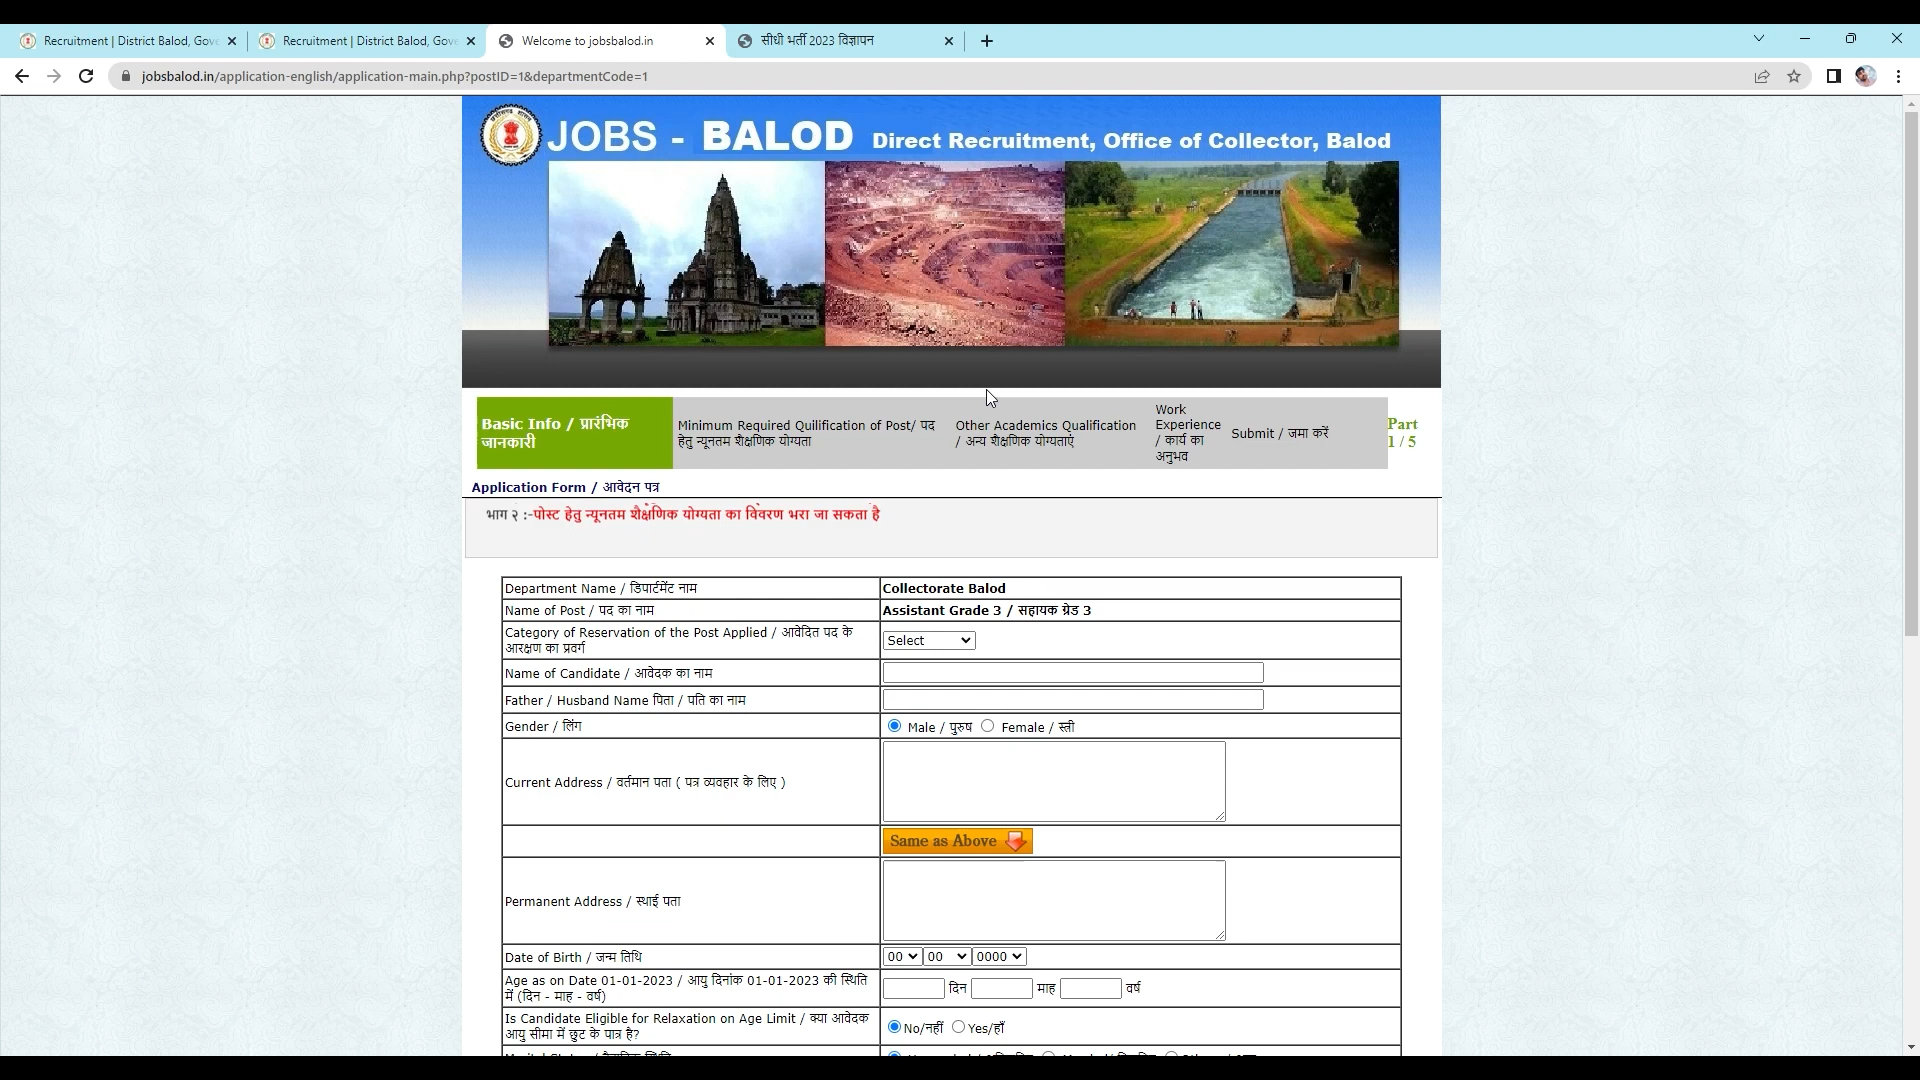 Recruitment | District Balod, Gove
Recruitment | District Balod, Gove
Welcome to jobsbalod.in
सीधी भर्ती 2023 विज्ञापन
jobsbalod.in/application-english/application-main.php?postID=1&departmentCode=1
JOBS - BALOD Direct Recruitment, Office of Collector, Balod
Basic Info / प्रारंभिक
जानकारी
Minimum Required Quilification of Post/ पद
हेतु न्यूनतम शैक्षणिक योग्यता
Other Academics Qualification
/ अन्य शैक्षणिक योग्यताएं
Work
Experience
/ कार्य का
अनुभव
Submit / जमा करें
Part
1 / 5
Application Form / आवेदन पत्र
भाग २ :-पोस्ट हेतु न्यूनतम शैक्षणिक योग्यता का विवरण भरा जा सकता है
Department Name / डिपार्टमेंट नाम
Collectorate Balod
Name of Post / पद का नाम
Assistant Grade 3 / सहायक ग्रेड 3
Category of Reservation of the Post Applied / आवेदित पद के
आरक्षण का प्रवर्ग
Select
Name of Candidate / आवेदक का नाम
Father / Husband Name पिता / पति का नाम
Gender / लिंग
Male / पुरुष Female / स्त्री
Current Address / वर्तमान पता ( पत्र व्यवहार के लिए )
Same as Above
Permanent Address / स्थाई पता
Date of Birth / जन्म तिथि
00 00 0000
Age as on Date 01-01-2023 / आयु दिनांक 01-01-2023 की स्थिति
में (दिन - माह - वर्ष)
दिन माह वर्ष
Is Candidate Eligible for Relaxation on Age Limit / क्या आवेदक
आयु सीमा में छुट के पात्र है?
No/नहीं Yes/हाँ